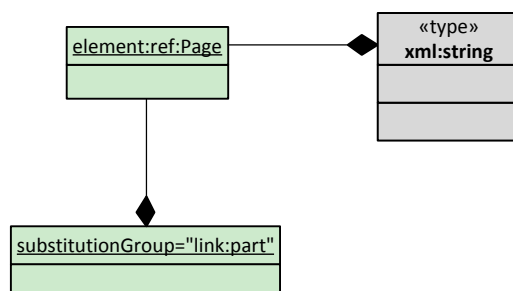 element:ref:Page
«type»
xml:string
substitutionGroup="link:part"